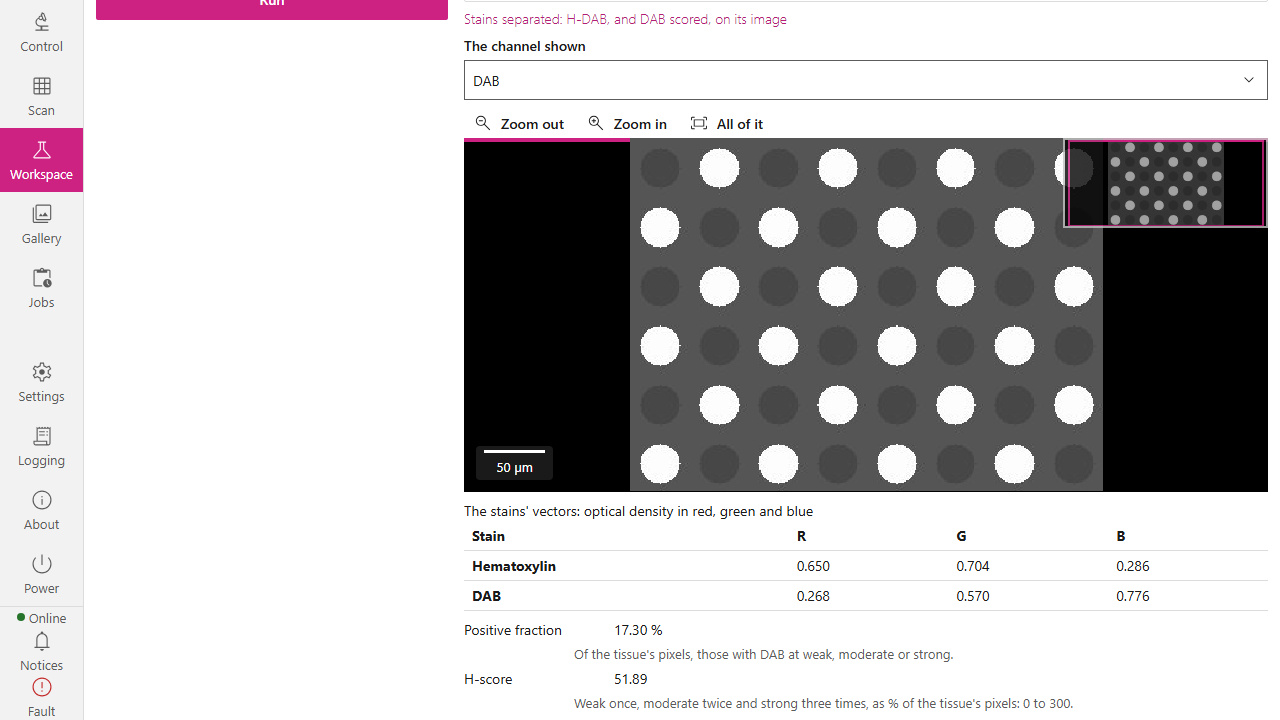 Run
Control
Scan
Workspace
Gallery
Jobs
Settings
Logging
About
Power
Online
Notices
Fault
Stains separated: H-DAB, and DAB scored, on its image
The channel shown
DAB
Zoom out Zoom in All of it
50 µm
The stains' vectors: optical density in red, green and blue
Stain R G B
Hematoxylin 0.650 0.704 0.286
DAB 0.268 0.570 0.776
Positive fraction 17.30 %
Of the tissue's pixels, those with DAB at weak, moderate or strong.
H-score 51.89
Weak once, moderate twice and strong three times, as % of the tissue's pixels: 0 to 300.